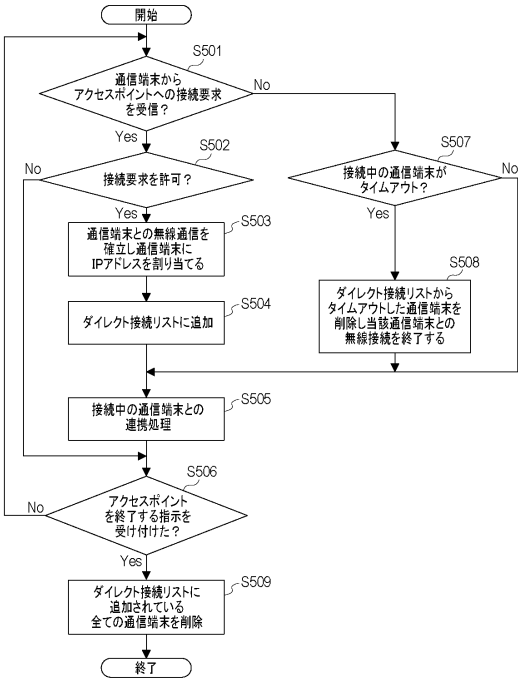 開始
S501
通信端末から
アクセスポイントへの接続要求
を受信？
No
Yes
S502
接続要求を許可？
No
Yes
S507
接続中の通信端末が
タイムアウト？
No
Yes
S503
通信端末との無線通信を
確立し通信端末に
IPアドレスを割り当てる
S504
ダイレクト接続リストに追加
S508
ダイレクト接続リストから
タイムアウトした通信端末を
削除し当該通信端末との
無線接続を終了する
S505
接続中の通信端末との
連携処理
S506
アクセスポイント
を終了する指示を
受け付けた？
No
Yes
S509
ダイレクト接続リストに
追加されている
全ての通信端末を削除
終了